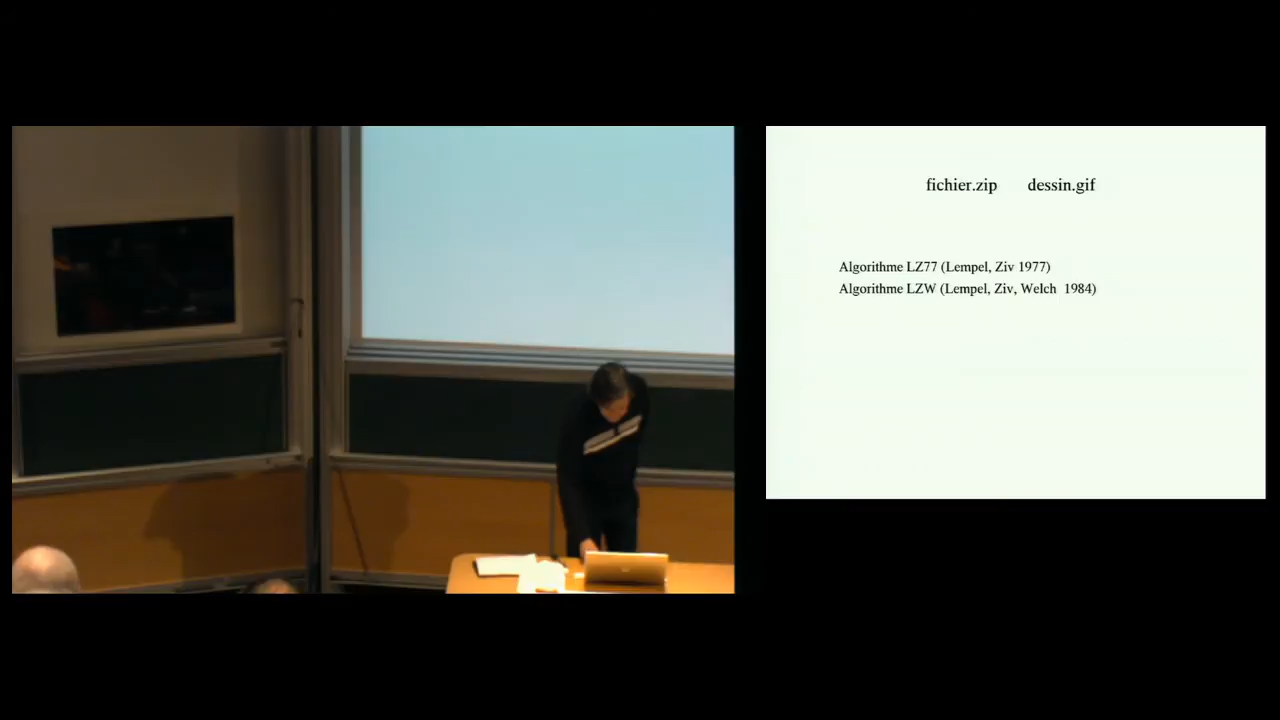 fichier.zip dessin.gif
Algorithme LZ77 (Lempel, Ziv 1977)
Algorithme LZW (Lempel, Ziv, Welch 1984)